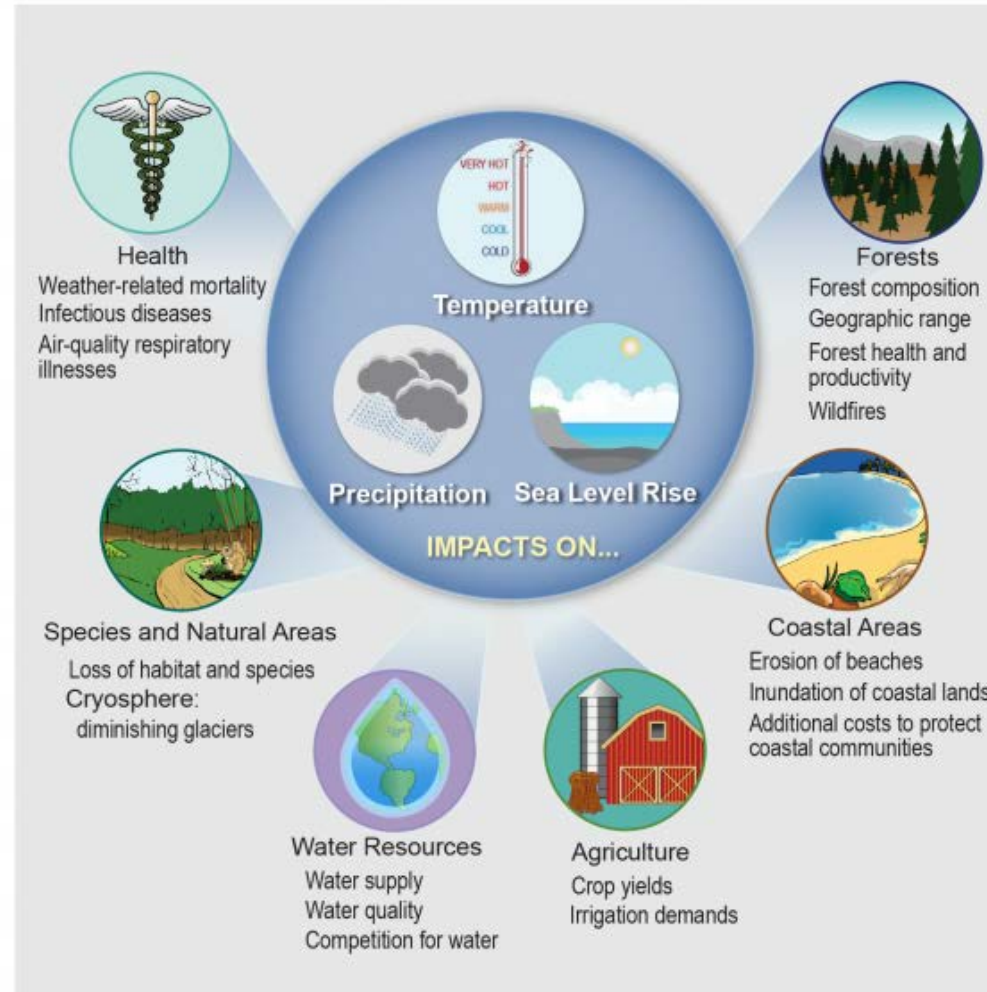 VERY HOT
HOT
WARM
COOL
COLD
Temperature
Precipitation
Sea Level Rise
IMPACTS ON...
Health
Weather-related mortality
Infectious diseases
Air-quality respiratory
illnesses
Forests
Forest composition
Geographic range
Forest health and
productivity
Wildfires
Species and Natural Areas
Loss of habitat and species
Cryosphere:
diminishing glaciers
Coastal Areas
Erosion of beaches
Inundation of coastal lands
Additional costs to protect
coastal communities
Water Resources
Water supply
Water quality
Competition for water
Agriculture
Crop yields
Irrigation demands